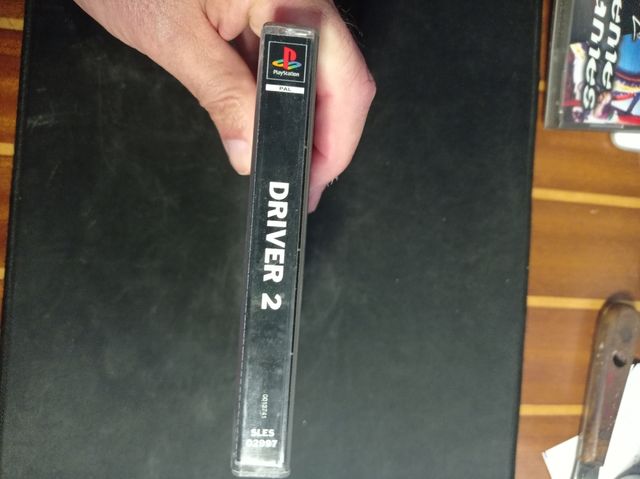 PlayStation
PAL
DRIVER 2
SLES
02997